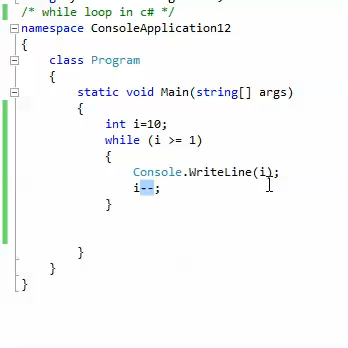 /* while loop in c# */
namespace ConsoleApplication12
{
class Program
{
static void Main(string[] args)
{
int i=10;
while (i >= 1)
{
Console.WriteLine(i);
i--;
}
}
}
}